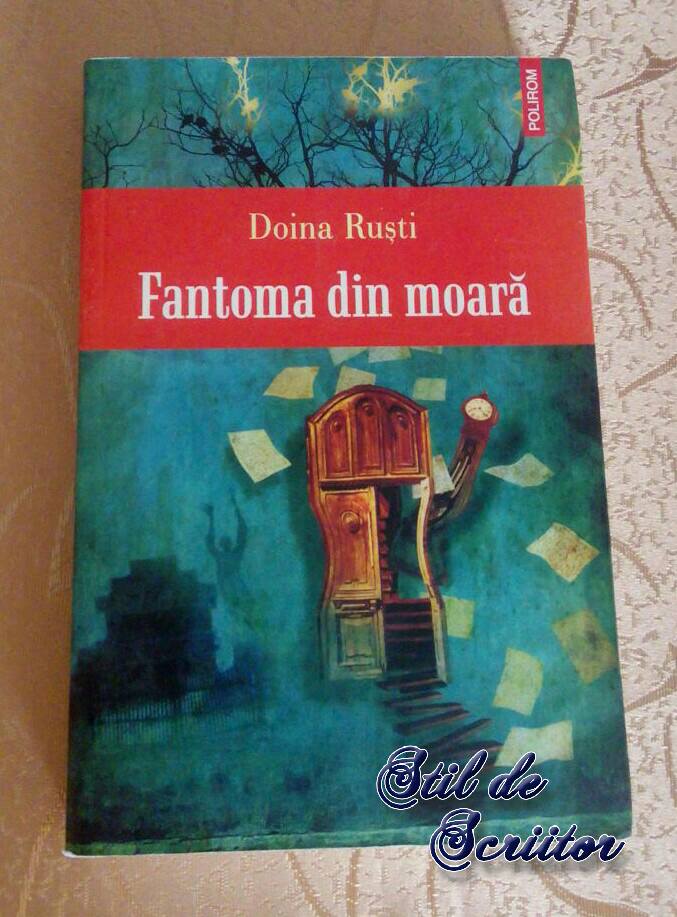 POLIROM
Doina Ruști
Fantoma din moară
Stil de
Scriitor